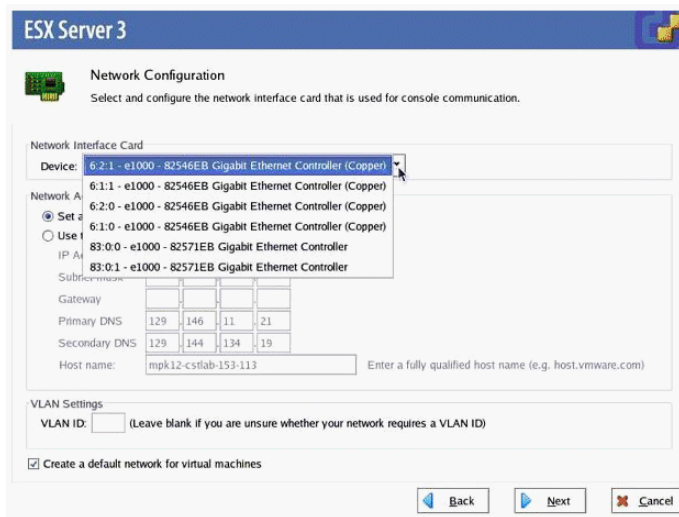 ESX Server 3
Network Configuration
Select and configure the network interface card that is used for console communication.
Network Interface Card
Device: 6:2:1 - e1000 - 82546EB Gigabit Ethernet Controller (Copper)
6:1:1 - e1000 - 82546EB Gigabit Ethernet Controller (Copper)
6:2:0 - e1000 - 82546EB Gigabit Ethernet Controller (Copper)
6:1:0 - e1000 - 82546EB Gigabit Ethernet Controller (Copper)
83:0:0 - e1000 - 82571EB Gigabit Ethernet Controller
83:0:1 - e1000 - 82571EB Gigabit Ethernet Controller
Network A
Set a
Use t
IP A
Subnet mask
Gateway
Primary DNS 129 .146 .11 .21
Secondary DNS 129 .144 .134 .19
Host name: mpk12-cstlab-153-113 Enter a fully qualified host name (e.g. host.vmware.com)
VLAN Settings
VLAN ID: (Leave blank if you are unsure whether your network requires a VLAN ID)
Create a default network for virtual machines
Back Next Cancel